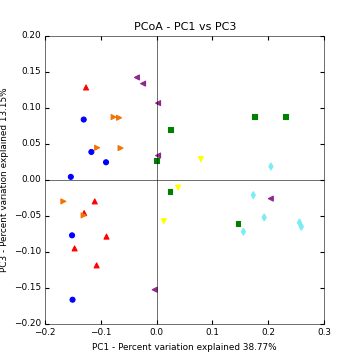 PCoA - PC1 vs PC3
0.20
0.15
0.10
0.05
0.00
−0.05
−0.10
−0.15
−0.20
PC3 - Percent variation explained 13.15%
−0.2 −0.1 0.0 0.1 0.2 0.3
PC1 - Percent variation explained 38.77%